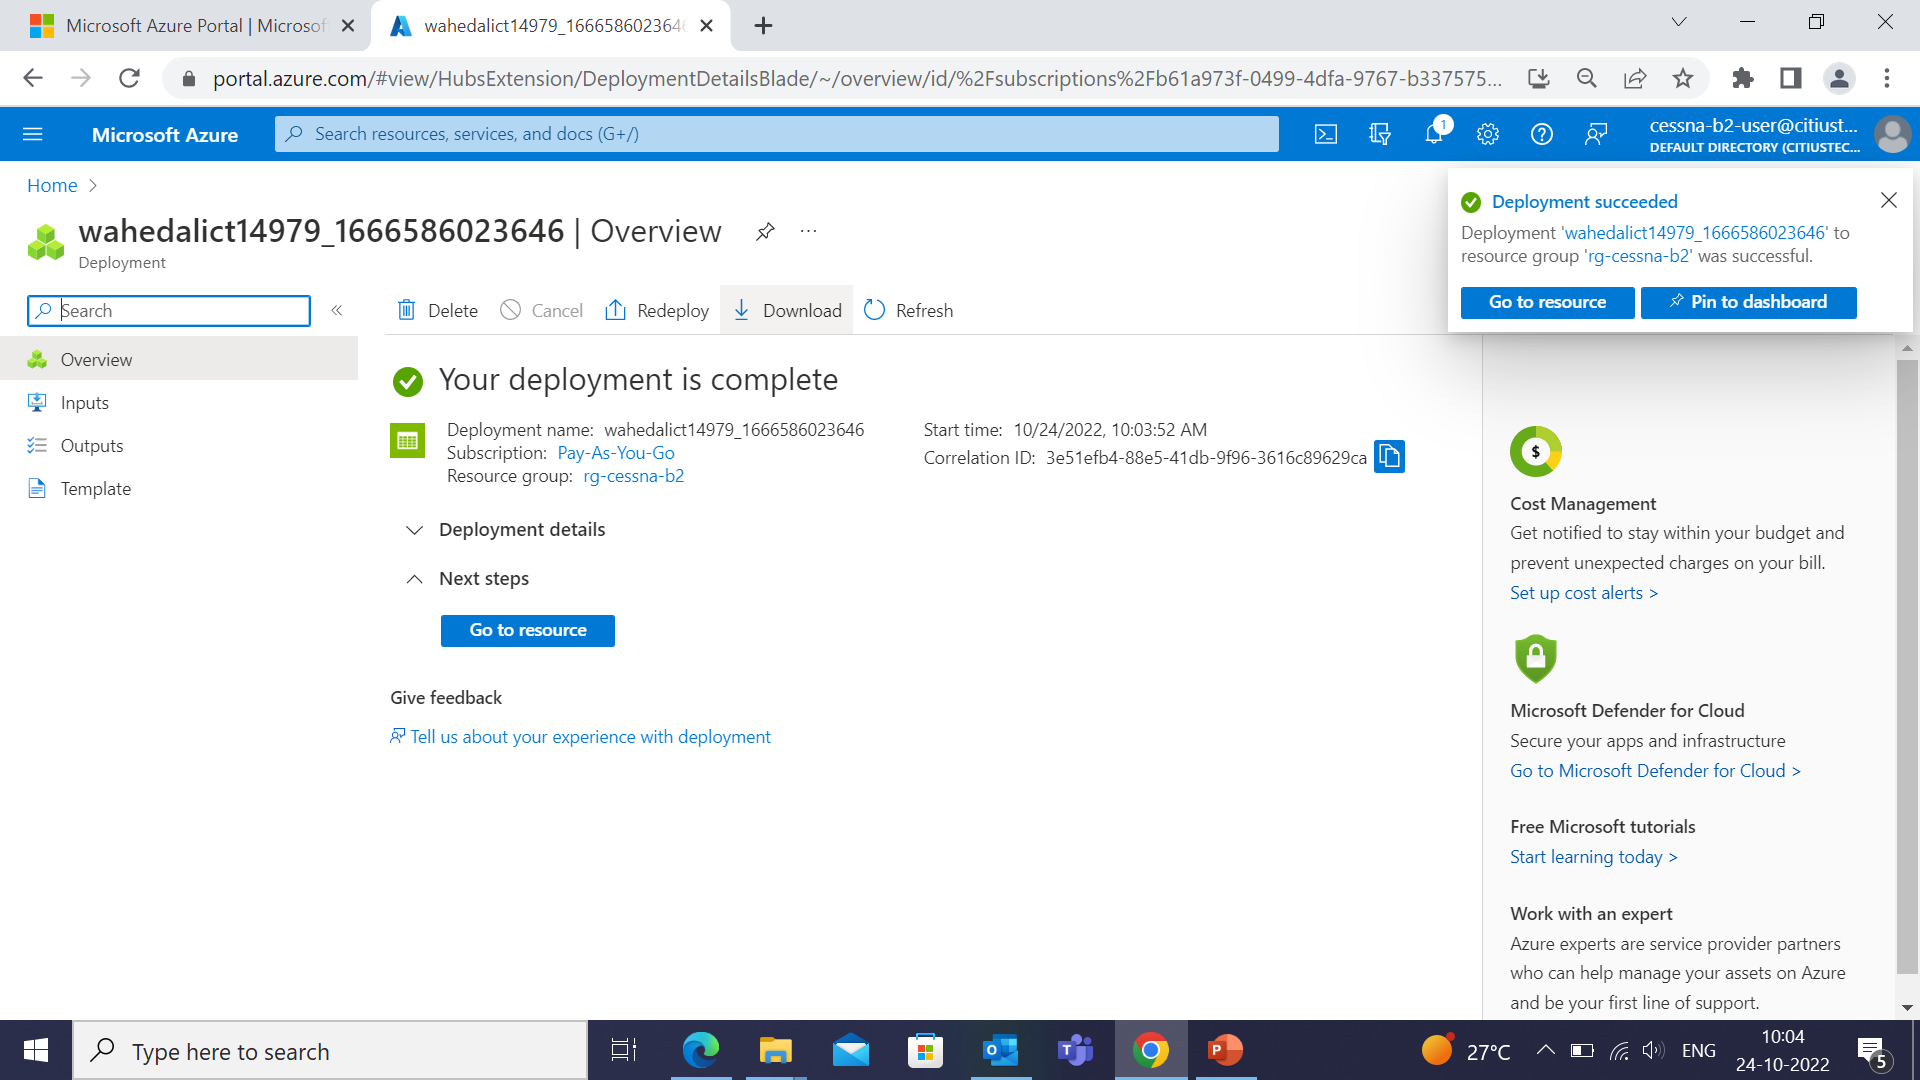 Microsoft Azure Portal | Microsof
wahedalict14979_1666586023646
portal.azure.com/#view/HubsExtension/DeploymentDetailsBlade/~/overview/id/%2Fsubscriptions%2Fb61a973f-0499-4dfa-9767-b337575...
Microsoft Azure
Search resources, services, and docs (G+/)
1
cessna-b2-user@citiust...
DEFAULT DIRECTORY (CITIUSTEC...
Home
wahedalict14979_1666586023646 | Overview
...
Deployment
Deployment succeeded
Deployment 'wahedalict14979_1666586023646' to
resource group 'rg-cessna-b2' was successful.
Go to resource
Pin to dashboard
Search
«
Delete
Cancel
Redeploy
Download
Refresh
Overview
Inputs
Outputs
Template
Your deployment is complete
Deployment name: wahedalict14979_1666586023646
Subscription: Pay-As-You-Go
Resource group: rg-cessna-b2
Start time: 10/24/2022, 10:03:52 AM
Correlation ID: 3e51efb4-88e5-41db-9f96-3616c89629ca
Deployment details
Next steps
Go to resource
Give feedback
Tell us about your experience with deployment
$
Cost Management
Get notified to stay within your budget and
prevent unexpected charges on your bill.
Set up cost alerts >
Microsoft Defender for Cloud
Secure your apps and infrastructure
Go to Microsoft Defender for Cloud >
Free Microsoft tutorials
Start learning today >
Work with an expert
Azure experts are service provider partners
who can help manage your assets on Azure
and be your first line of support.
Type here to search
27°C
ENG
10:04
24-10-2022
5